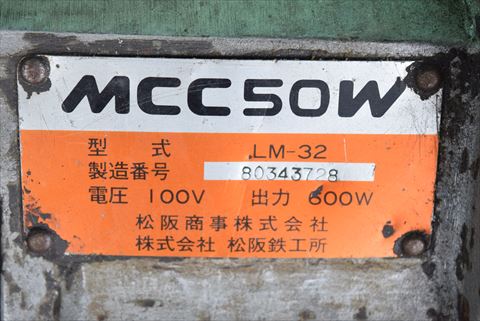 MCC50W
型式 LM-32
製造番号 80343728
電圧 100V 出力 600W
松阪商事株式会社
株式会社 松阪鉄工所